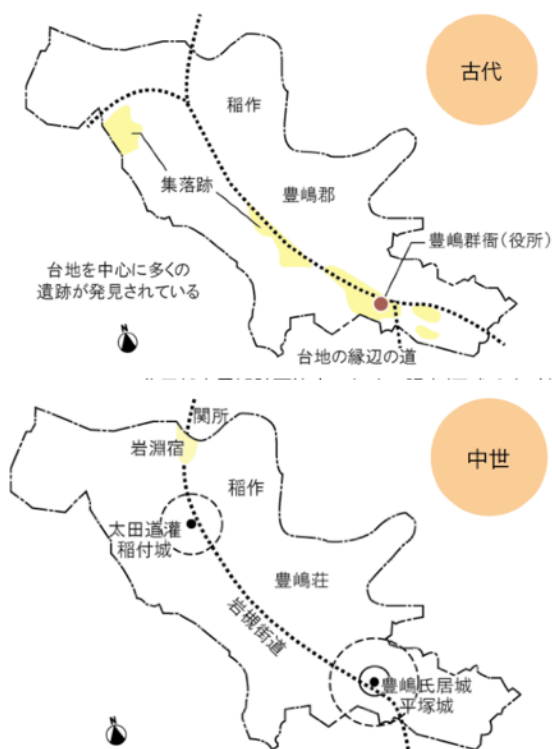 古代
稲作
集落跡
豊嶋郡
豊嶋群衙(役所)
台地を中心に多くの
遺跡が発見されている
N
台地の縁辺の道
中世
関所
岩淵宿
稲作
太田道灌
稲付城
豊嶋荘
岩槻街道
豊嶋氏居城
平塚城
N